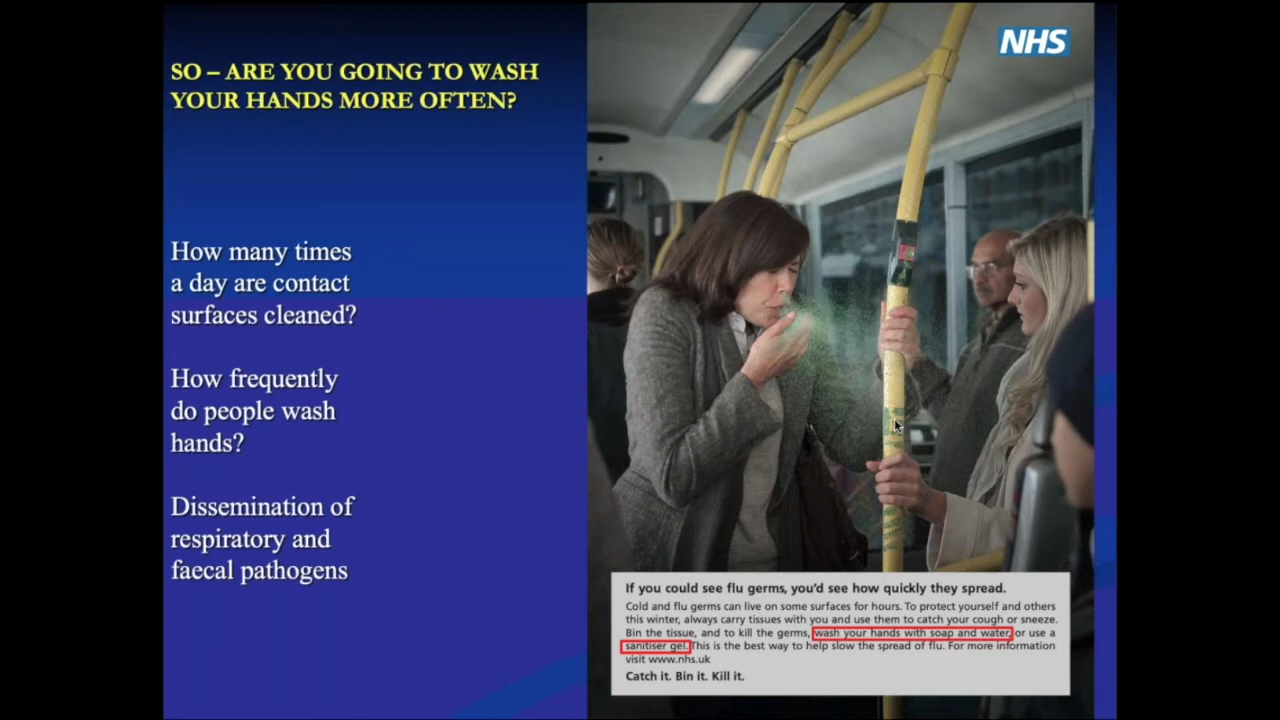 SO – ARE YOU GOING TO WASH
YOUR HANDS MORE OFTEN?
How many times
a day are contact
surfaces cleaned?
How frequently
do people wash
hands?
Dissemination of
respiratory and
faecal pathogens
NHS
If you could see flu germs, you’d see how quickly they spread.
Cold and flu germs can live on some surfaces for hours. To protect yourself and others
this winter, always carry tissues with you and use them to catch your cough or sneeze.
Bin the tissue, and to kill the germs, wash your hands with soap and water, or use a
sanitiser gel. This is the best way to help slow the spread of flu. For more information
visit www.nhs.uk
Catch it. Bin it. Kill it.